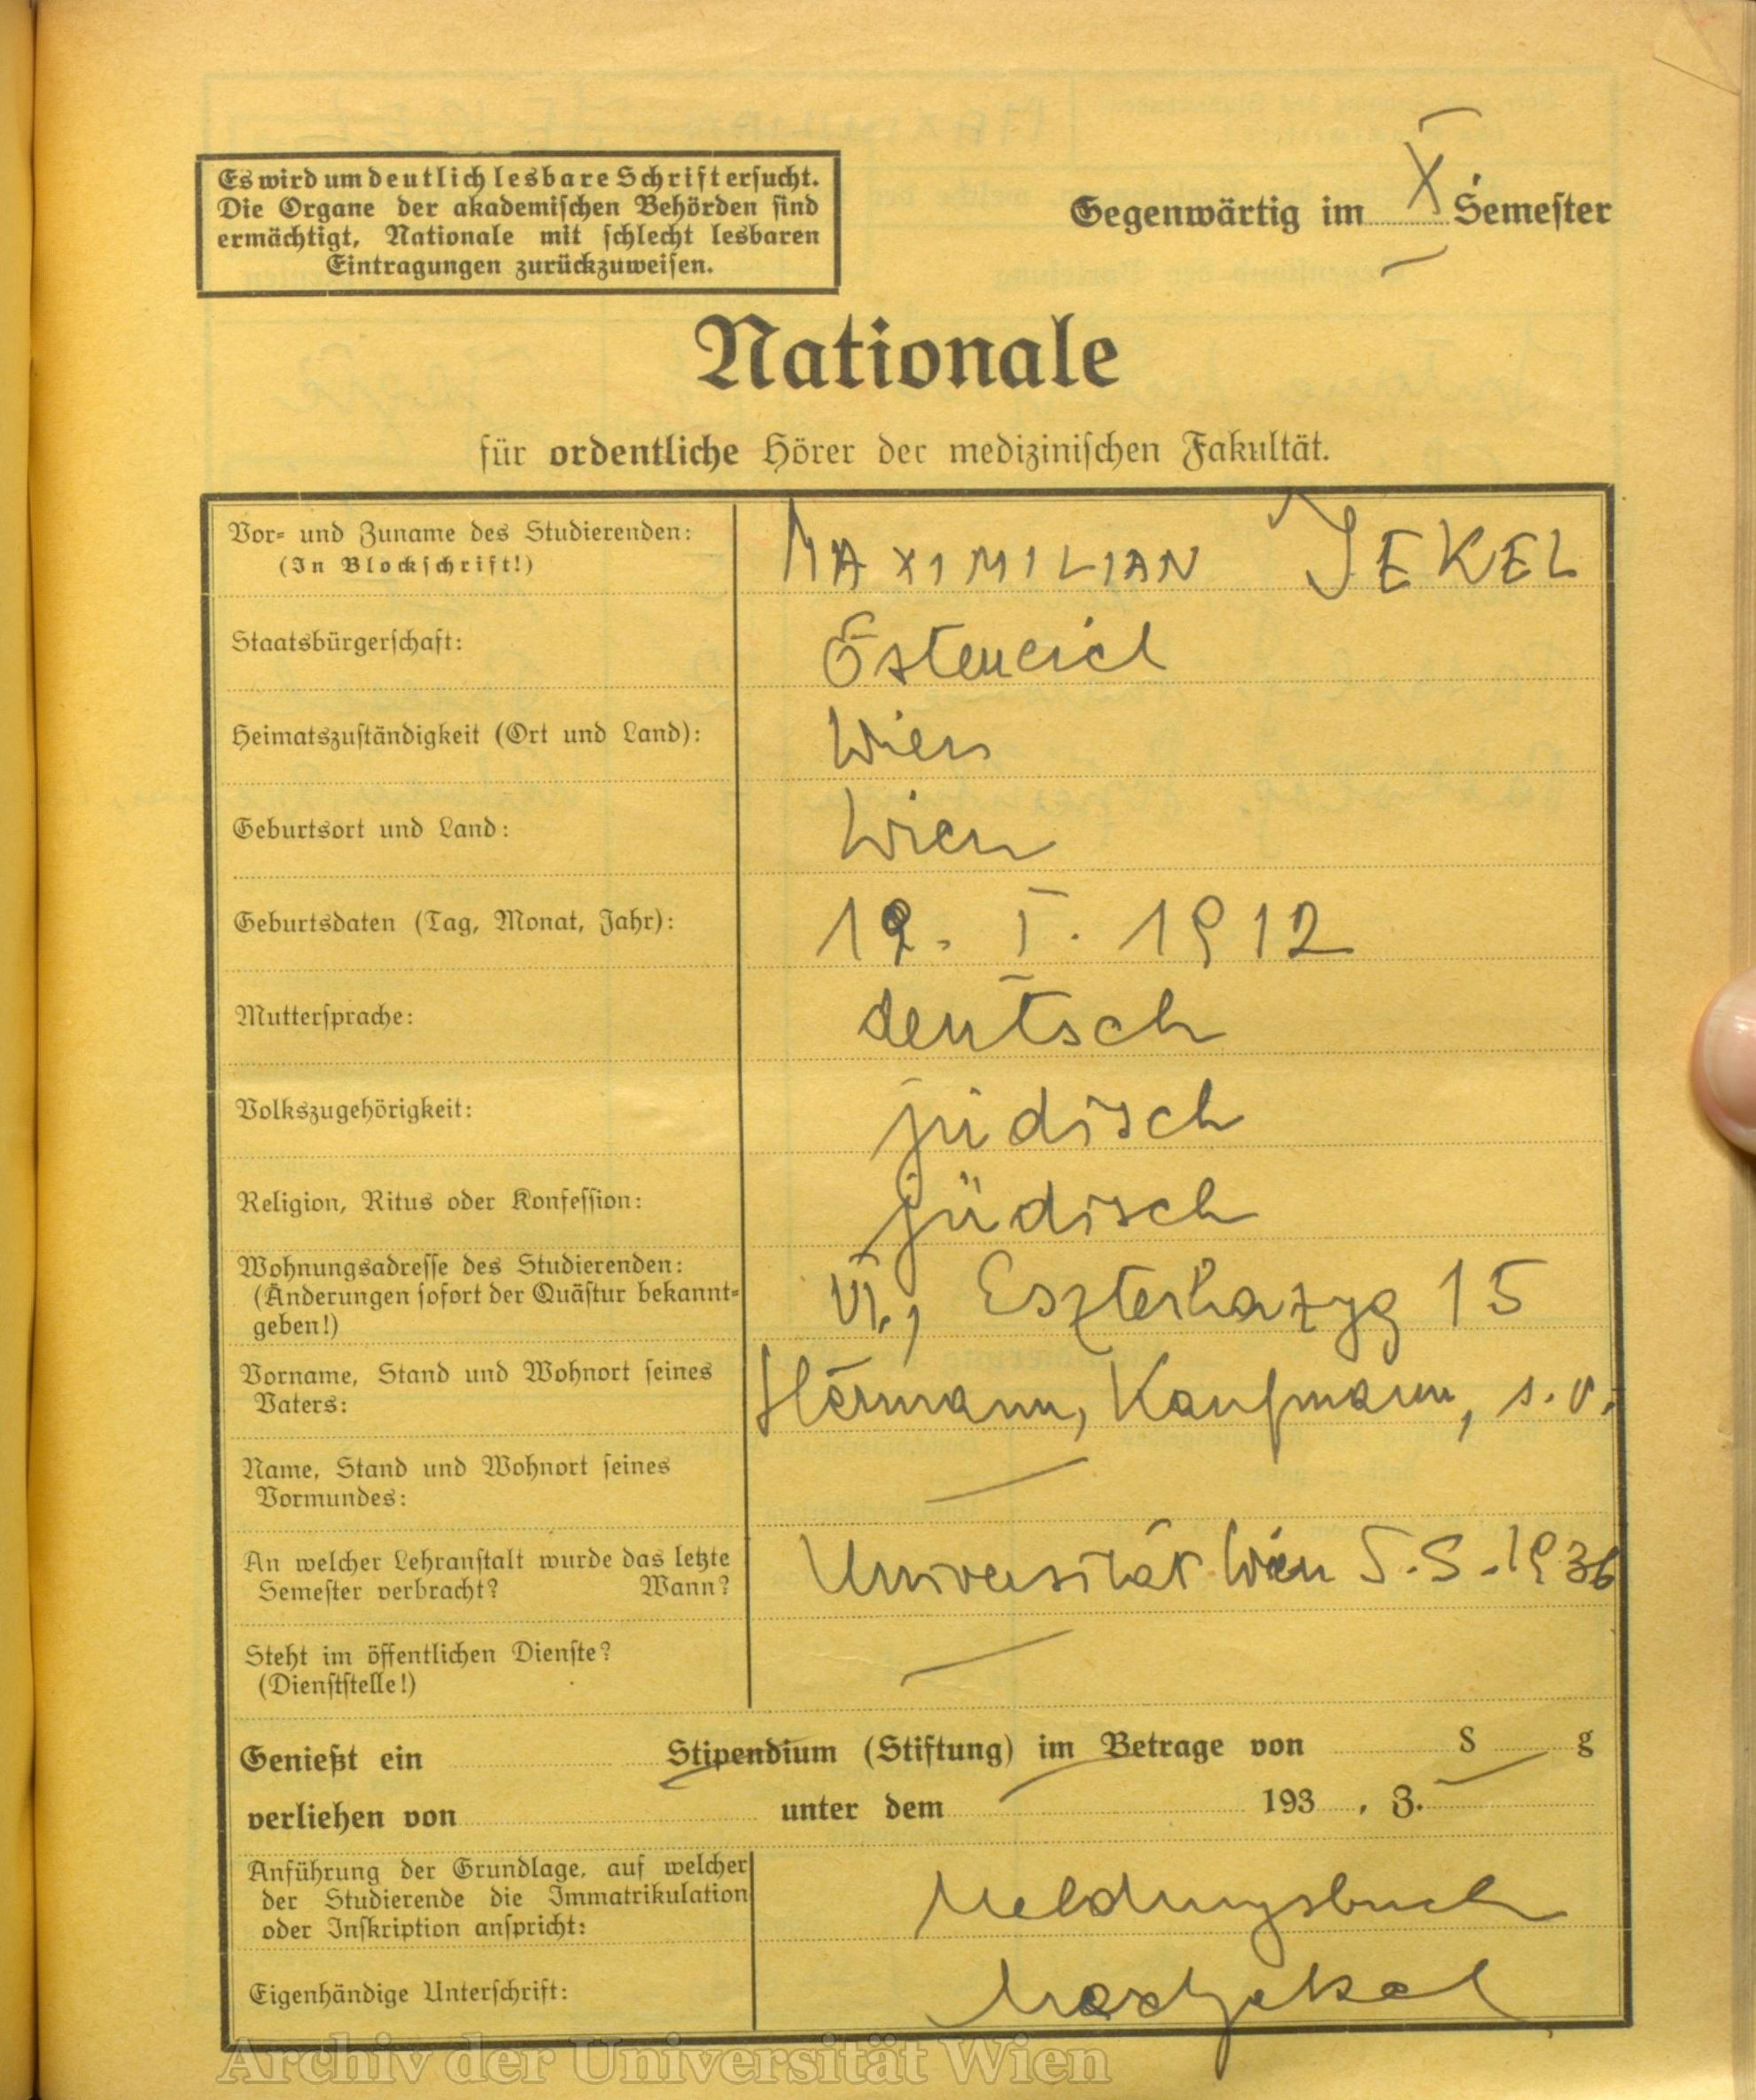 Es wird um deutlich lesbare Schrift ersucht.
Die Organe der akademischen Behörden sind
ermächtigt, Nationale mit schlecht lesbaren
Eintragungen zurückzuweisen.
Gegenwärtig im X Semester
Nationale
für ordentliche Hörer der medizinischen Fakultät.
Vor- und Zuname des Studierenden: MAXIMILIAN JEKEL
(In Blockschrift!)
Staatsbürgerschaft: Österreich
Heimatszuständigkeit (Ort und Land): Wien
Geburtsort und Land: Wien
Geburtsdaten (Tag, Monat, Jahr): 19. I. 1912
Muttersprache: deutsch
Volkszugehörigkeit: jüdisch
Religion, Ritus oder Konfession: jüdisch
Wohnungsadresse des Studierenden: VI., Eszterhazyg 15
(Änderungen sofort der Quästur bekannt-
geben!)
Vorname, Stand und Wohnort seines
Vaters: Hermann, Kaufmann, s. o.
Name, Stand und Wohnort seines
Vormundes: —
An welcher Lehranstalt wurde das letzte
Semester verbracht? Wann? Universität Wien S.S. 1936
Steht im öffentlichen Dienste? —
(Dienststelle!)
Genießt ein Stipendium (Stiftung) im Betrage von S g
verliehen von unter dem 193 , Z.
Anführung der Grundlage, auf welcher
der Studierende die Immatrikulation
oder Inskription anspricht: Meldungsbuch
Eigenhändige Unterschrift: Max Jekel
Archiv der Universität Wien